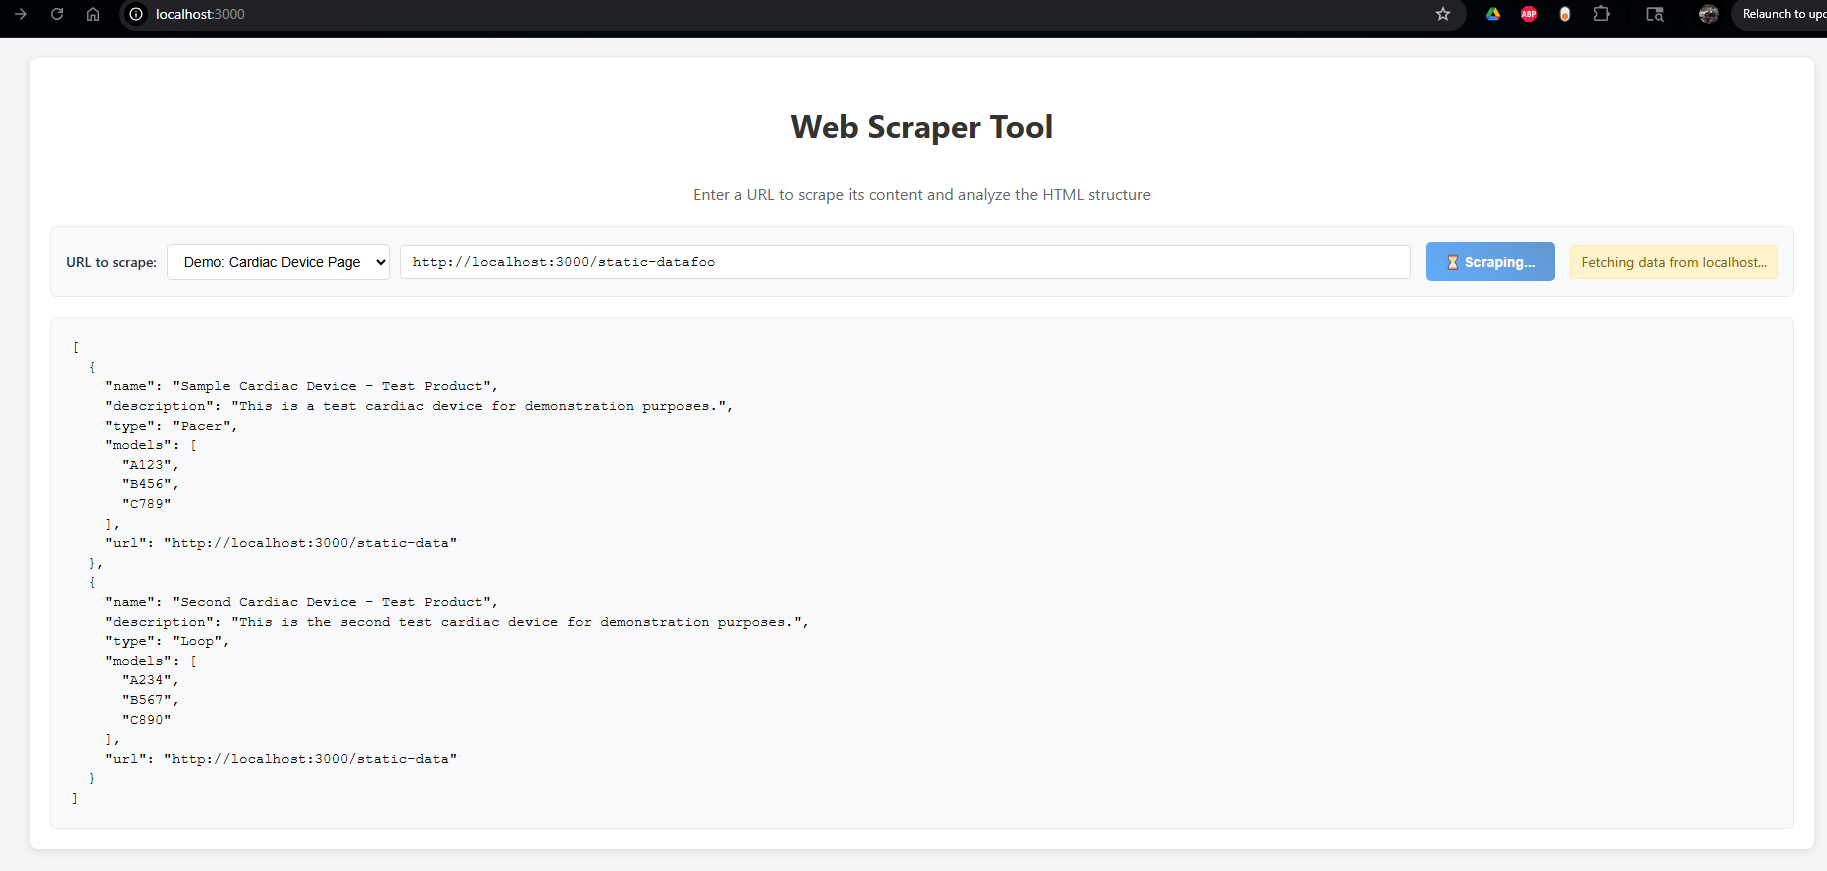 localhost:3000
ABP
Relaunch to upd
Web Scraper Tool
Enter a URL to scrape its content and analyze the HTML structure
URL to scrape: Demo: Cardiac Device Page http://localhost:3000/static-datafoo Scraping... Fetching data from localhost...
[
  {
    "name": "Sample Cardiac Device - Test Product",
    "description": "This is a test cardiac device for demonstration purposes.",
    "type": "Pacer",
    "models": [
      "A123",
      "B456",
      "C789"
    ],
    "url": "http://localhost:3000/static-data"
  },
  {
    "name": "Second Cardiac Device - Test Product",
    "description": "This is the second test cardiac device for demonstration purposes.",
    "type": "Loop",
    "models": [
      "A234",
      "B567",
      "C890"
    ],
    "url": "http://localhost:3000/static-data"
  }
]